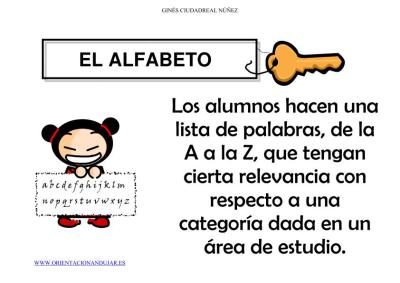 GINÉS CIUDADREAL NÚÑEZ
EL ALFABETO
Los alumnos hacen una
lista de palabras, de la
A a la Z, que tengan
cierta relevancia con
respecto a una
categoría dada en un
área de estudio.
abcdefghijklm
nopqrstuvwxyz
WWW.ORIENTACIONANDUJAR.ES